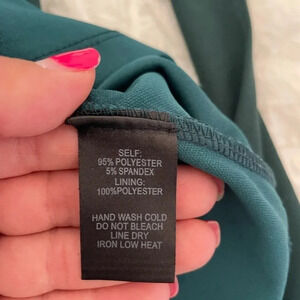 SELF:
95% POLYESTER
5% SPANDEX
LINING:
100%POLYESTER
HAND WASH COLD
DO NOT BLEACH
LINE DRY
IRON LOW HEAT